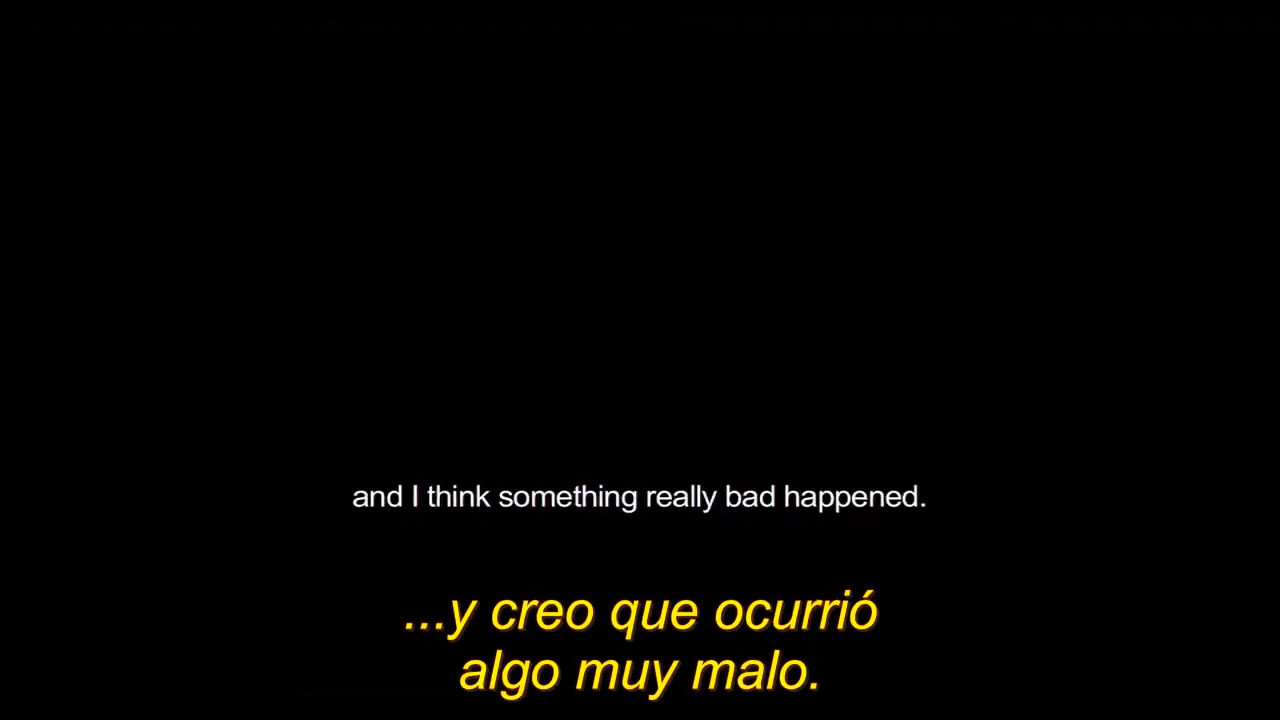 and I think something really bad happened.
...y creo que ocurrió
algo muy malo.